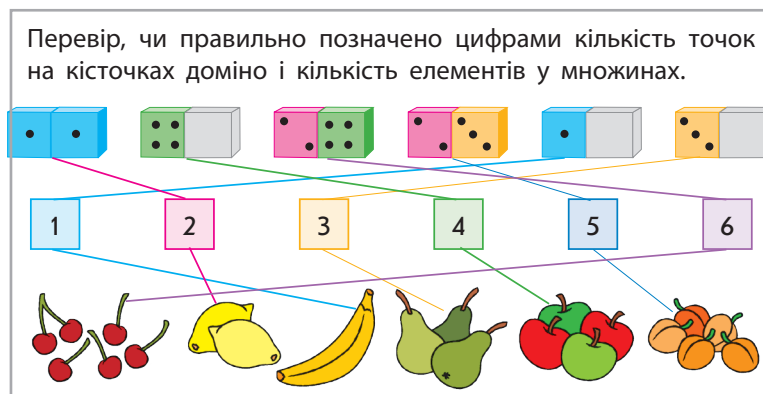 Перевір, чи правильно позначено цифрами кількість точок
на кісточках доміно і кількість елементів у множинах.
1 2 3 4 5 6